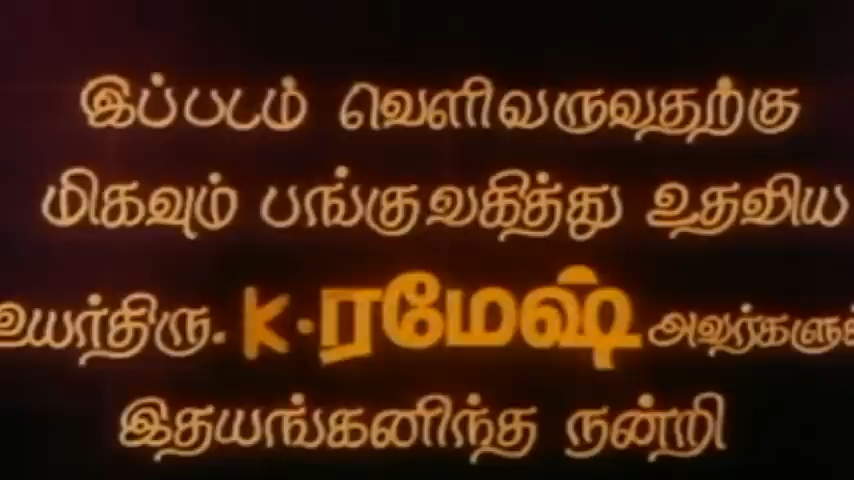 இப்படம் வெளிவருவதற்கு
மிகவும் பங்குவகித்து உதவிய
உயர்திரு. K.ரமேஷ் அவர்களுக்
இதயங்கனிந்த நன்றி